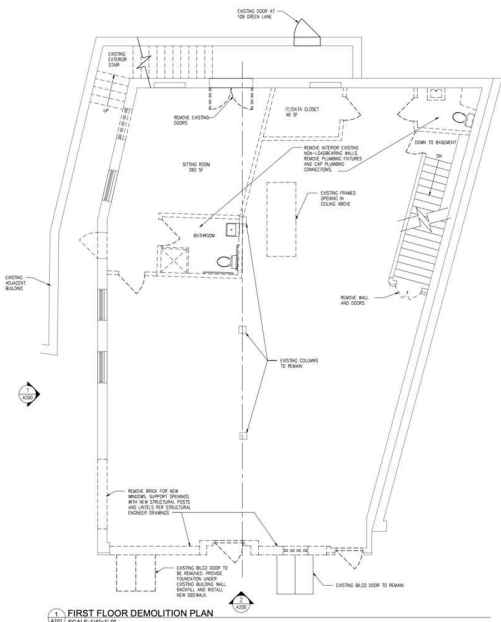 EXISTING DOOR AT
109 GREEN LANE
EXISTING
EXTERIOR
STAIR
UP
REMOVE EXISTING
DOORS
IT/DATA CLOSET
46 SF
DOWN TO BASEMENT
DN
REMOVE INTERIOR EXISTING
NON-LOADBEARING WALLS.
REMOVE PLUMBING FIXTURES
AND CAP PLUMBING
CONNECTIONS.
SITTING ROOM
260 SF
EXISTING FRAMED
OPENING IN
CEILING ABOVE
BATHROOM
EXISTING
ADJACENT
BUILDING
REMOVE WALL
AND DOORS
EXISTING COLUMNS
TO REMAIN
1
A200
REMOVE BRICK FOR NEW
WINDOWS, SUPPORT OPENINGS
WITH NEW STRUCTURAL POSTS
AND LINTELS PER STRUCTURAL
ENGINEER DRAWINGS
EXISTING BILCO DOOR TO
BE REMOVED. PROVIDE
FOUNDATION UNDER
EXISTING BUILDING WALL.
BACKFILL AND INSTALL
NEW SIDEWALK.
2
A200
EXISTING BILCO DOOR TO REMAIN
1
A101
FIRST FLOOR DEMOLITION PLAN